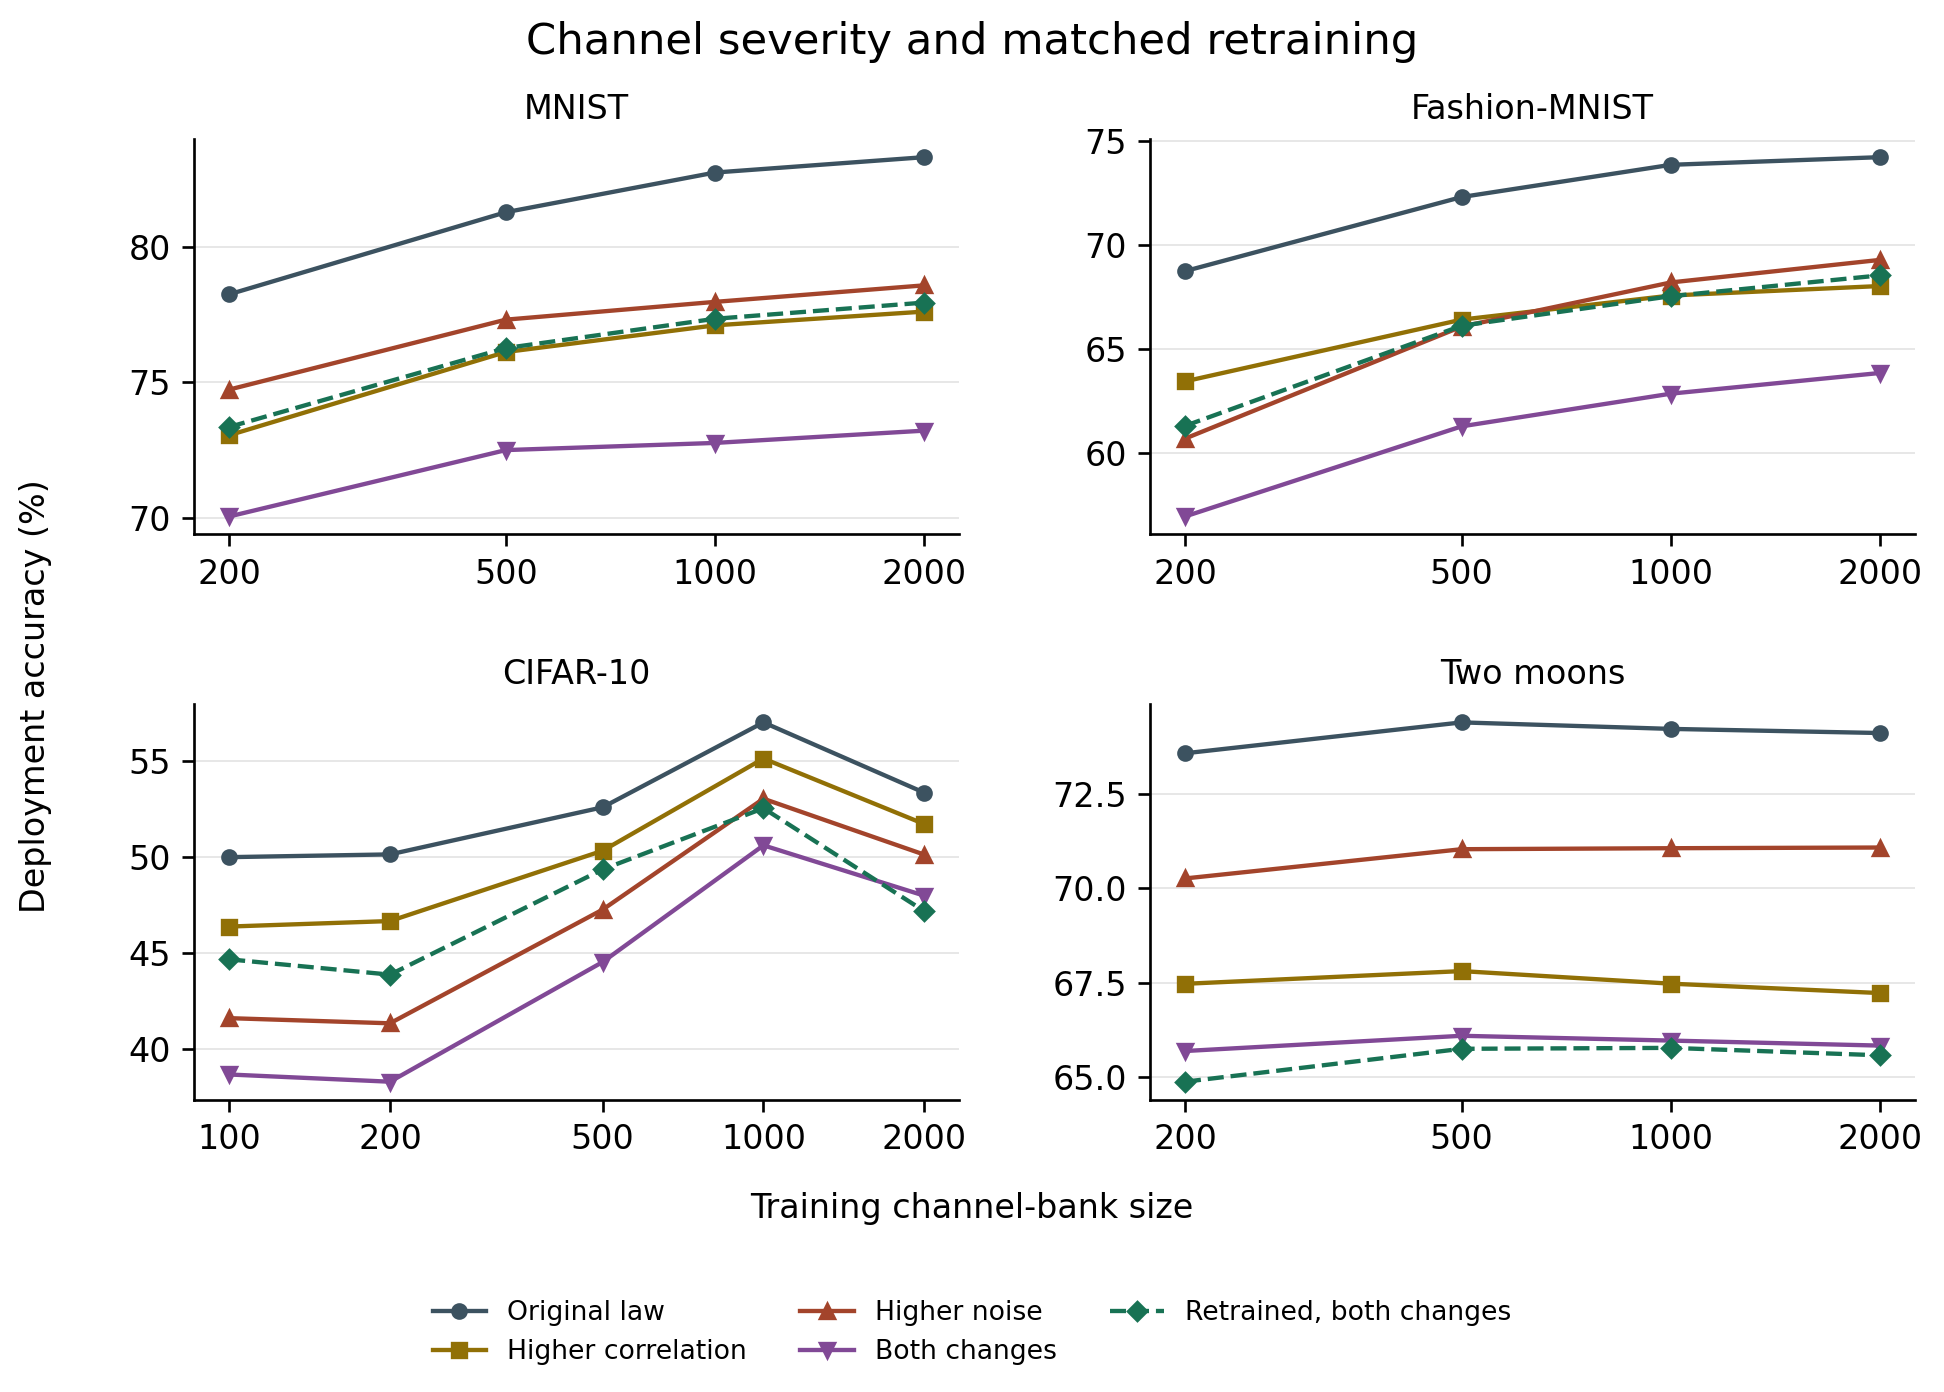 Channel severity and matched retraining
MNIST
80
75
70
200 500 1000 2000
Fashion-MNIST
75
70
65
60
200 500 1000 2000
Deployment accuracy (%)
CIFAR-10
55
50
45
40
100 200 500 1000 2000
Two moons
72.5
70.0
67.5
65.0
200 500 1000 2000
Training channel-bank size
Original law
Higher correlation
Higher noise
Both changes
Retrained, both changes